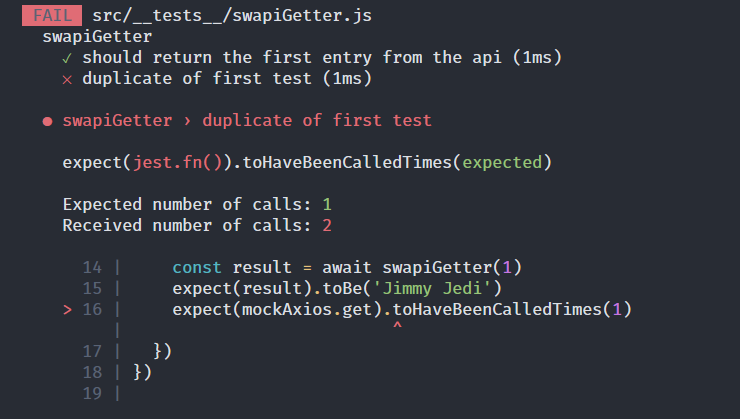 FAIL src/__tests__/swapiGetter.js
swapiGetter
✓ should return the first entry from the api (1ms)
✕ duplicate of first test (1ms)
● swapiGetter › duplicate of first test
expect(jest.fn()).toHaveBeenCalledTimes(expected)
Expected number of calls: 1
Received number of calls: 2
14 | const result = await swapiGetter(1)
15 | expect(result).toBe('Jimmy Jedi')
> 16 | expect(mockAxios.get).toHaveBeenCalledTimes(1)
| ^
17 | })
18 | })
19 |